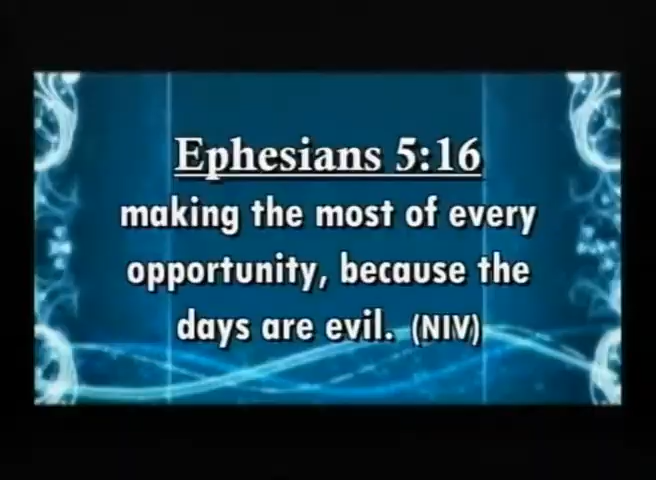 Ephesians 5:16
making the most of every
opportunity, because the
days are evil. (NIV)